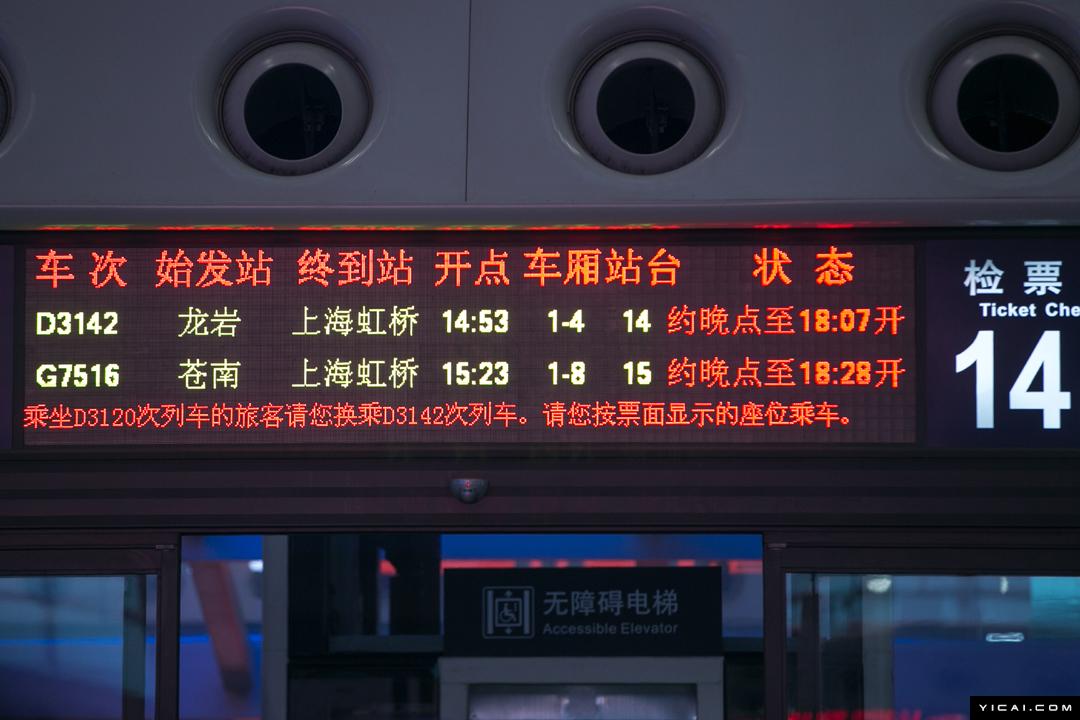 车次 始发站 终到站 开点 车厢 站台 状态
D3142 龙岩 上海虹桥 14:53 1-4 14 约晚点至18:07开
G7516 苍南 上海虹桥 15:23 1-8 15 约晚点至18:28开
乘坐D3120次列车的旅客请您换乘D3142次列车。请您按票面显示的座位乘车。
检票
Ticket Che
14
无障碍电梯
Accessible Elevator
YICAI.COM